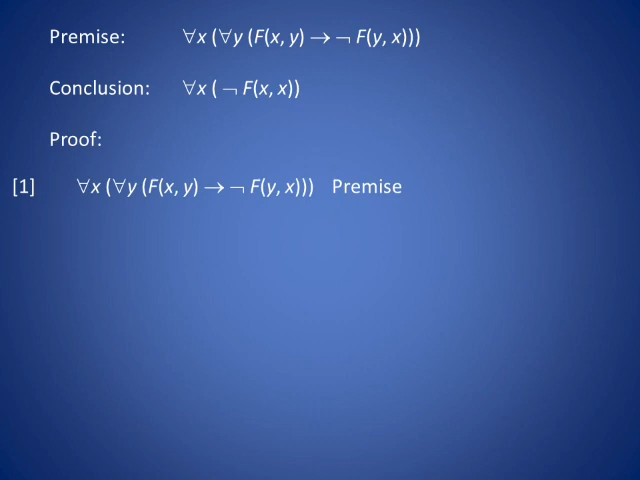 Premise: ∀x (∀y (F(x, y) → ¬ F(y, x)))
Conclusion: ∀x ( ¬ F(x, x))
Proof:
[1] ∀x (∀y (F(x, y) → ¬ F(y, x))) Premise